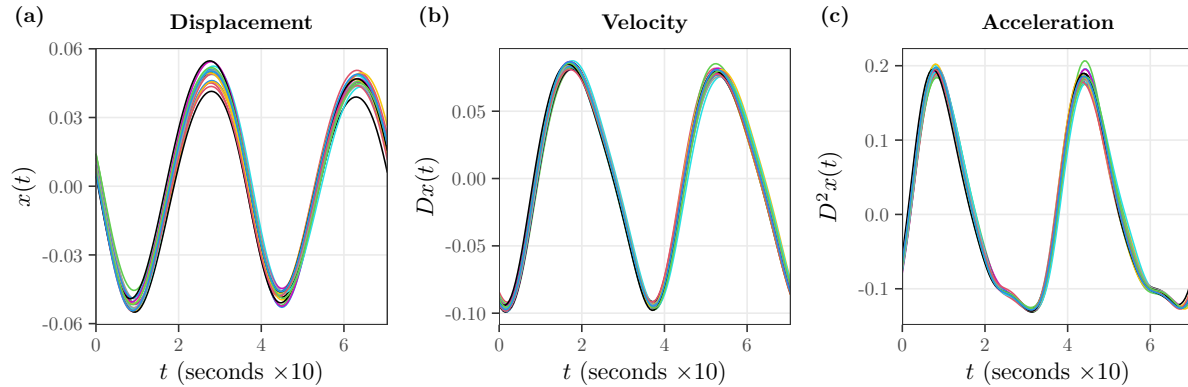 (a) Displacement
x(t)
0.06
0.03
0.00
-0.03
-0.06
0 2 4 6
t (seconds ×10)
(b) Velocity
Dx(t)
0.05
0.00
-0.05
-0.10
0 2 4 6
t (seconds ×10)
(c) Acceleration
D²x(t)
0.2
0.1
0.0
-0.1
0 2 4 6
t (seconds ×10)